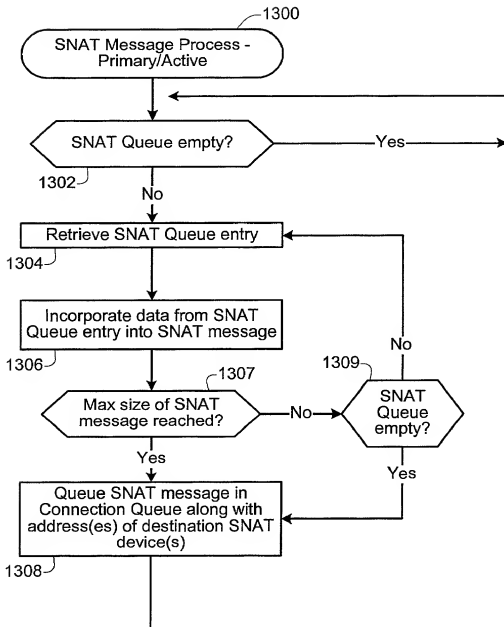 1300
SNAT Message Process -
Primary/Active
SNAT Queue empty?
Yes
1302
No
Retrieve SNAT Queue entry
1304
Incorporate data from SNAT
Queue entry into SNAT message
1306
No
1307
1309
Max size of SNAT
message reached?
No
SNAT
Queue
empty?
Yes
Yes
Queue SNAT message in
Connection Queue along with
address(es) of destination SNAT
device(s)
1308